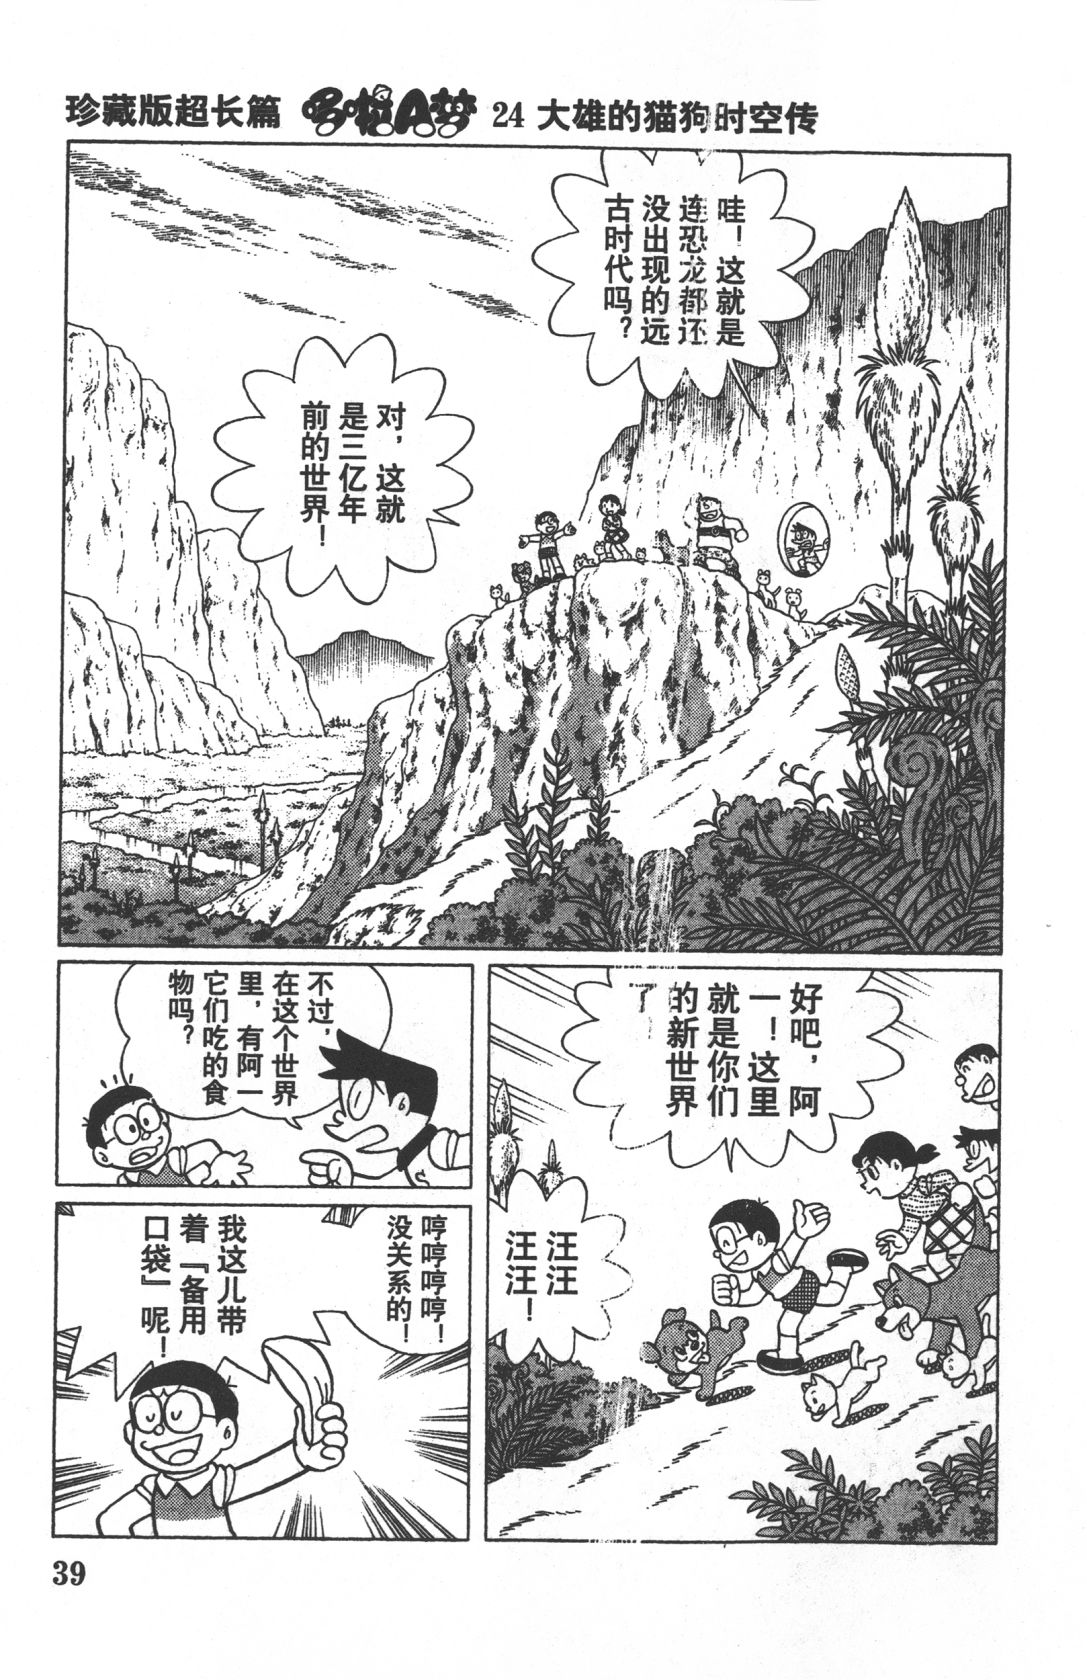 珍藏版超长篇 哆啦A梦 24 大雄的猫狗时空传
哇！这就是
连恐龙都还
没出现的远
古时代吗？
对，这就
是三亿年
前的世界！
好吧，阿
一！这里
就是你们
的新世界
了
汪汪
汪汪！
不过，
在这个世界
里，有阿一
它们吃的食
物吗？
哼哼哼哼！
没关系的！
我这儿带
着『备用
口袋』呢！
39